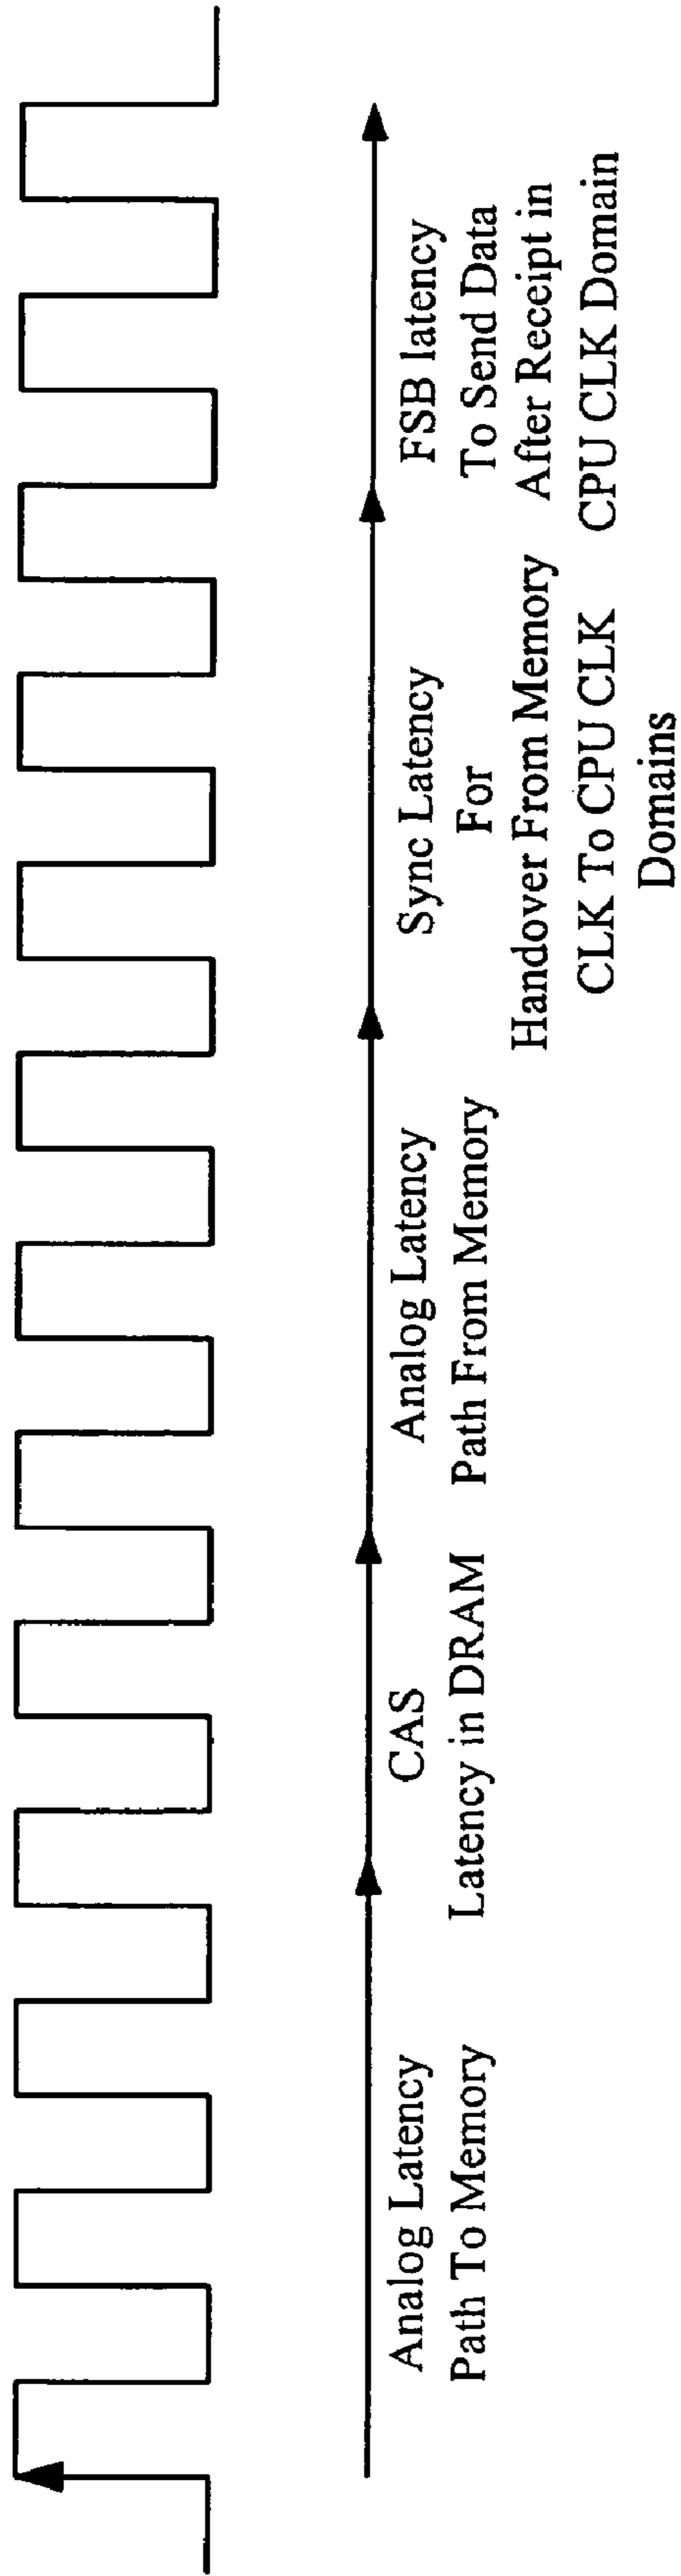 Analog Latency
Path To Memory
CAS
Latency in DRAM
Analog Latency
Path From Memory
Sync Latency
For
Handover From Memory
CLK To CPU CLK
Domains
FSB latency
To Send Data
After Receipt in
CPU CLK Domain